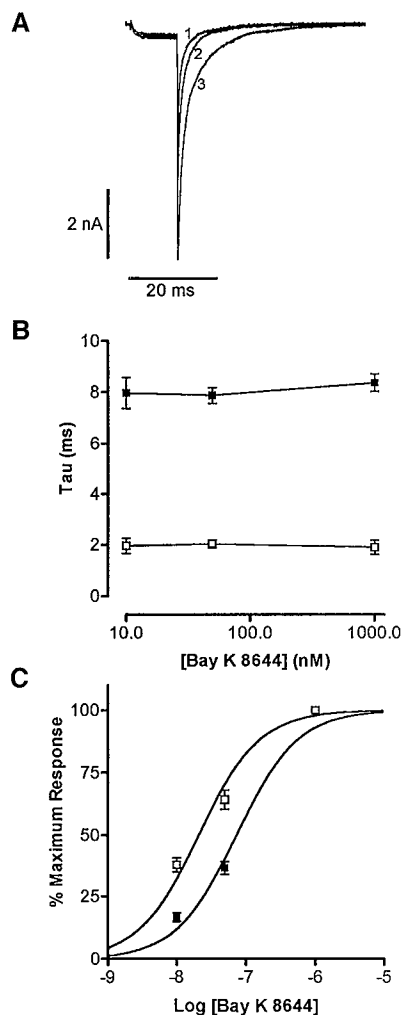 A
1
2
3
2 nA
20 ms
B
10
8
6
4
2
0
Tau (ms)
10.0 100.0 1000.0
[Bay K 8644] (nM)
C
100
75
50
25
0
% Maximum Response
-9 -8 -7 -6 -5
Log [Bay K 8644]